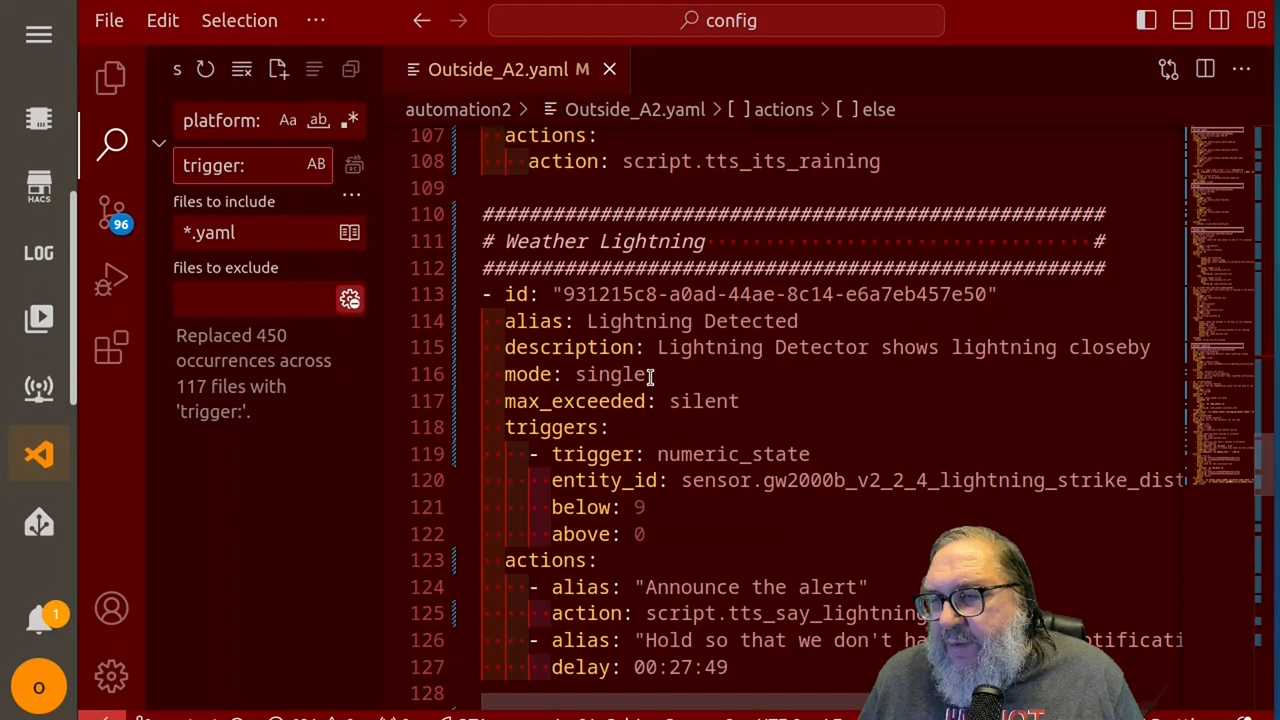 File Edit Selection ··· config
Outside_A2.yaml M
automation2 > Outside_A2.yaml > [ ] actions > [ ] else
HACS
LOG
96
1
o
platform: Aa ab
trigger: AB
files to include
*.yaml
files to exclude
Replaced 450
occurrences across
117 files with
'trigger:'.
107 actions:
108 action: script.tts_its_raining
109
110 #####################################################
111 # Weather Lightning #
112 #####################################################
113 - id: "931215c8-a0ad-44ae-8c14-e6a7eb457e50"
114 alias: Lightning Detected
115 description: Lightning Detector shows lightning closeby
116 mode: single
117 max_exceeded: silent
118 triggers:
119 - trigger: numeric_state
120 entity_id: sensor.gw2000b_v2_2_4_lightning_strike_dist
121 below: 9
122 above: 0
123 actions:
124 - alias: "Announce the alert"
125 action: script.tts_say_lightning
126 - alias: "Hold so that we don't ha
127 delay: 00:27:49
128